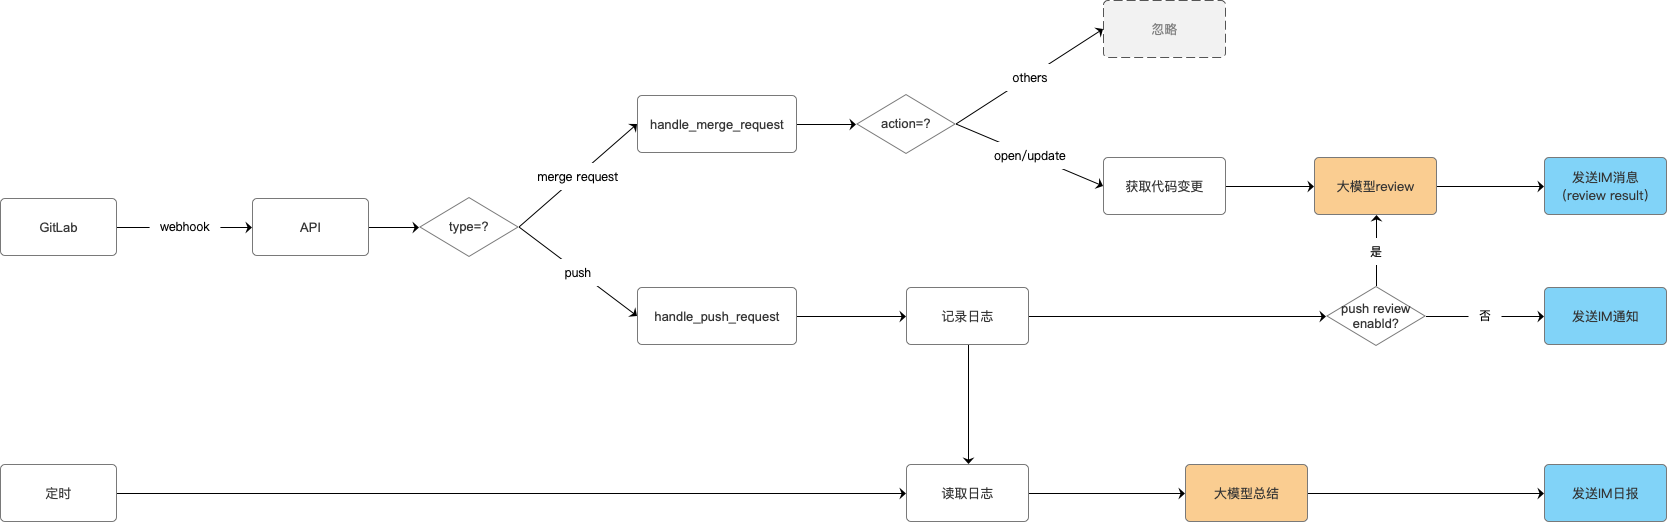 忽略
others
handle_merge_request
action=?
open/update
merge request
获取代码变更
大模型review
发送IM消息
(review result)
GitLab
webhook
API
type=?
是
push
handle_push_request
记录日志
push review
enabld?
否
发送IM通知
定时
读取日志
大模型总结
发送IM日报